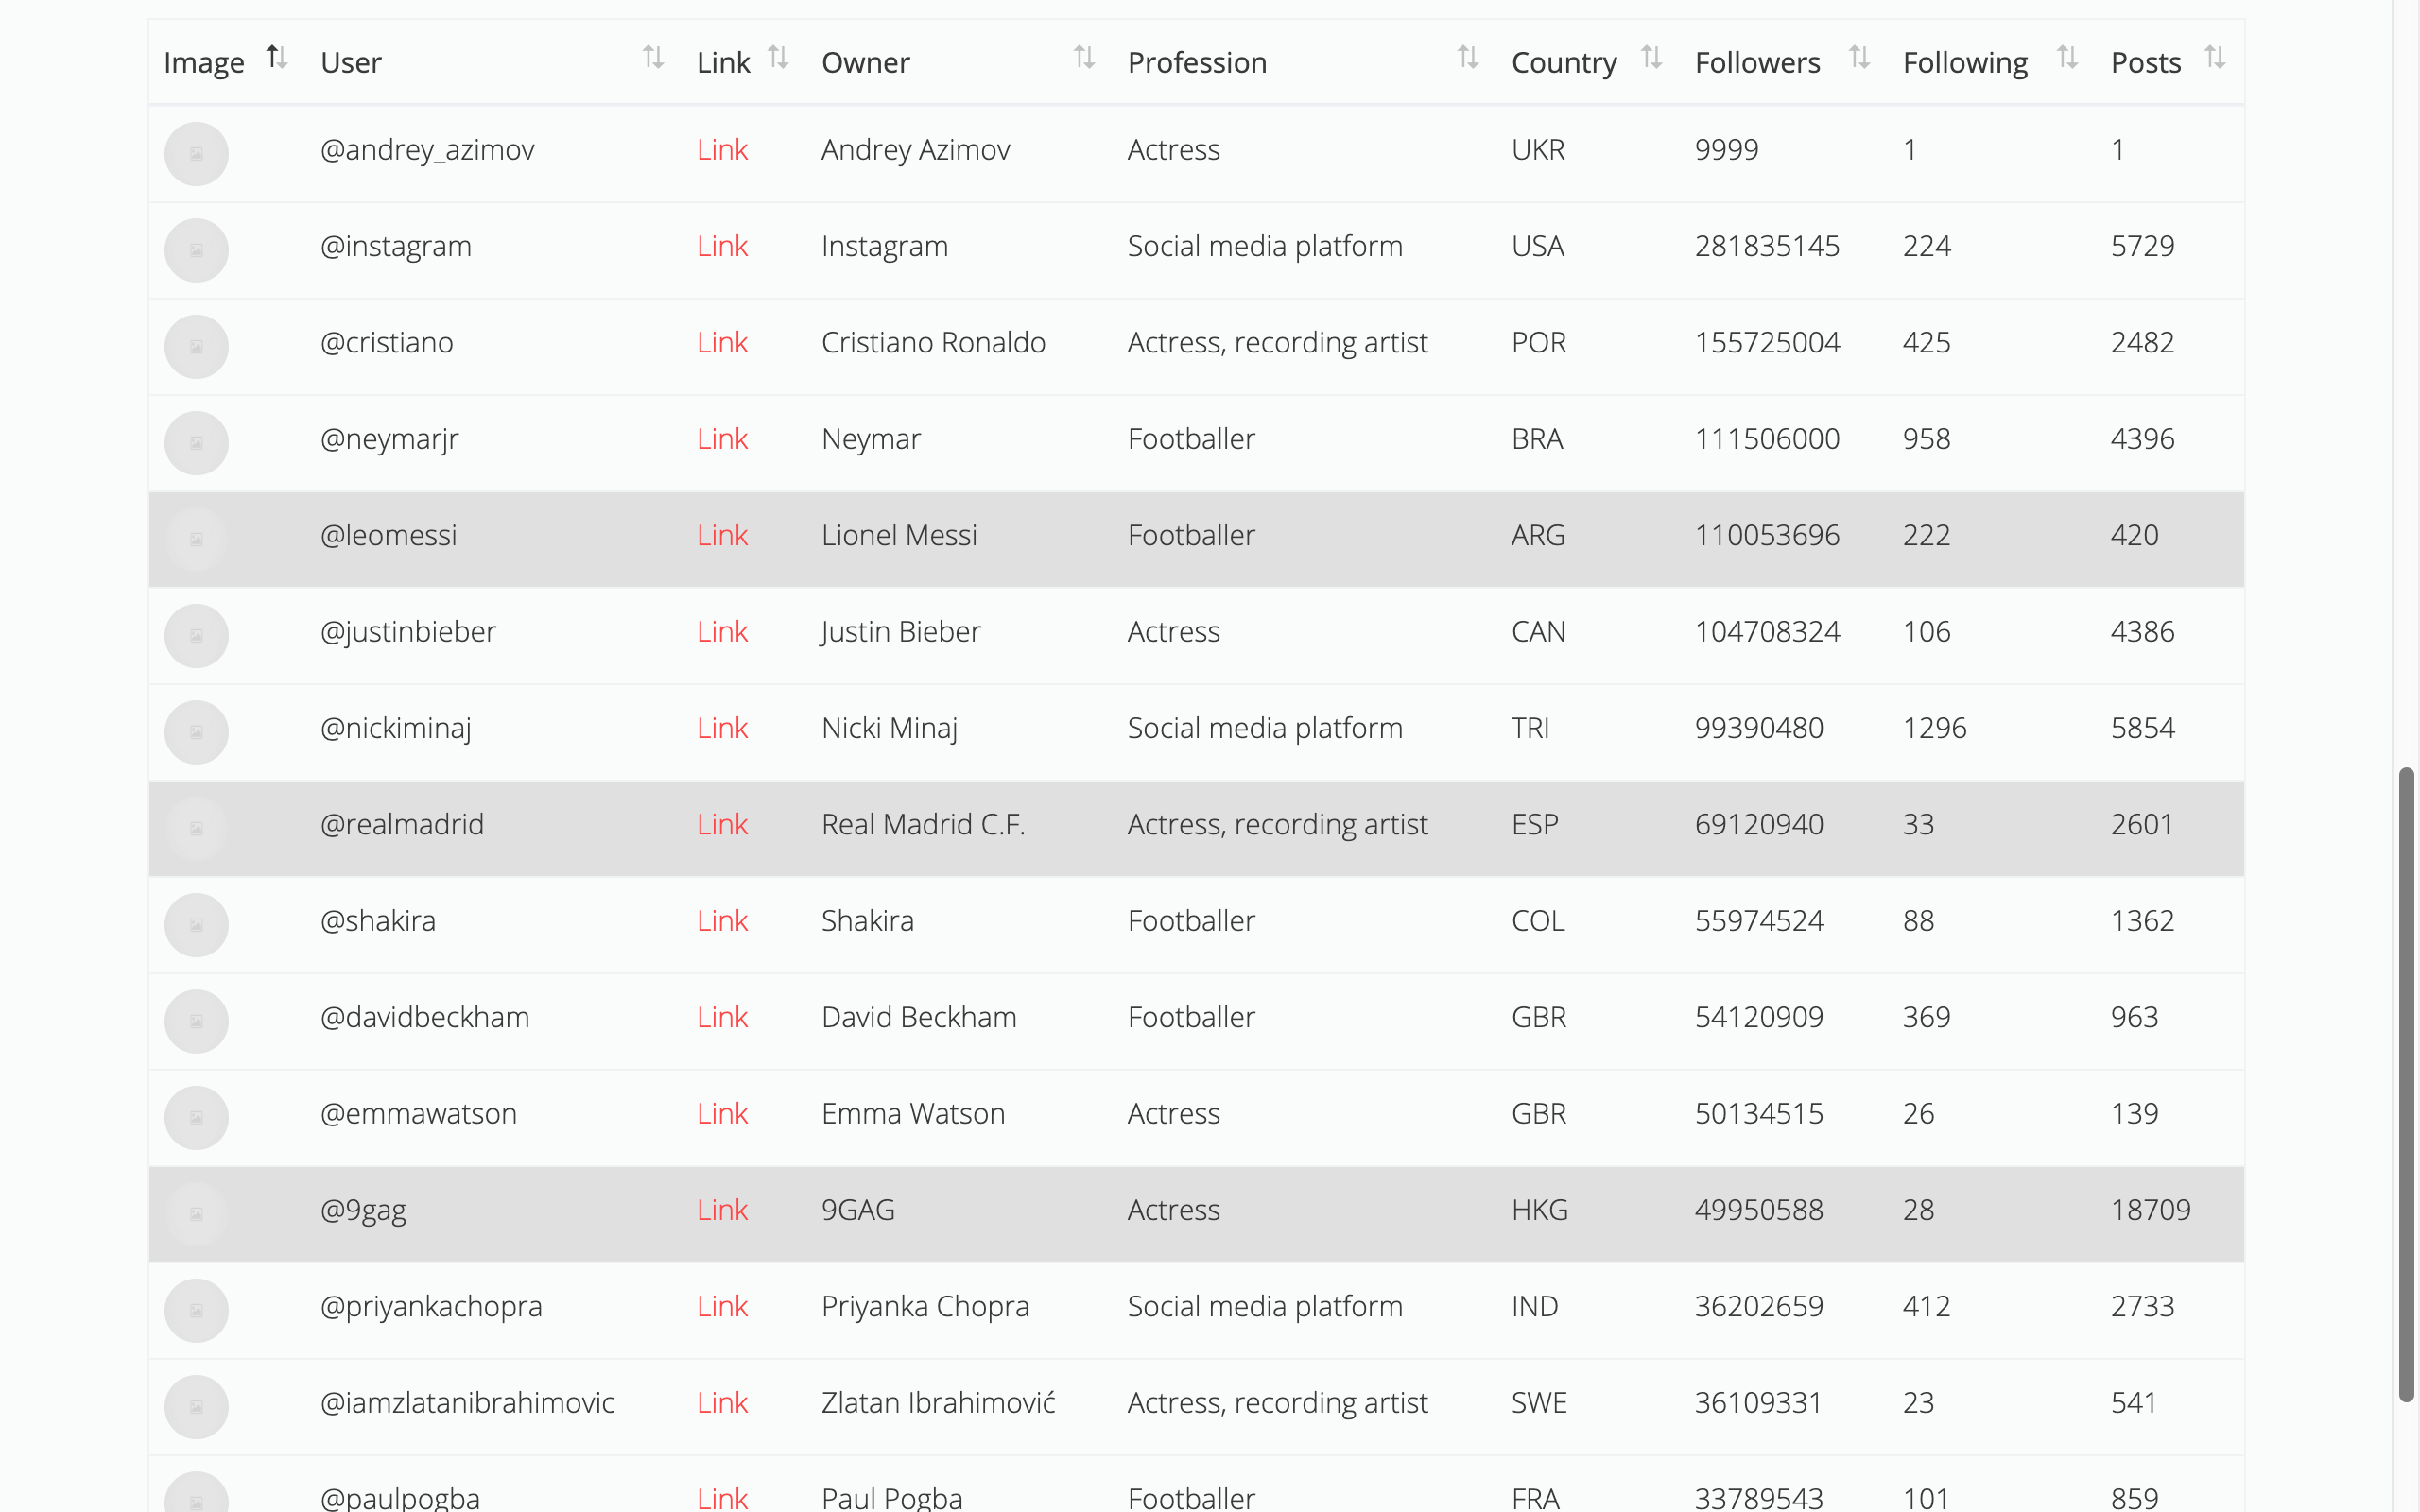 Image User Link Owner Profession Country Followers Following Posts
@andrey_azimov Link Andrey Azimov Actress UKR 9999 1 1
@instagram Link Instagram Social media platform USA 281835145 224 5729
@cristiano Link Cristiano Ronaldo Actress, recording artist POR 155725004 425 2482
@neymarjr Link Neymar Footballer BRA 111506000 958 4396
@leomessi Link Lionel Messi Footballer ARG 110053696 222 420
@justinbieber Link Justin Bieber Actress CAN 104708324 106 4386
@nickiminaj Link Nicki Minaj Social media platform TRI 99390480 1296 5854
@realmadrid Link Real Madrid C.F. Actress, recording artist ESP 69120940 33 2601
@shakira Link Shakira Footballer COL 55974524 88 1362
@davidbeckham Link David Beckham Footballer GBR 54120909 369 963
@emmawatson Link Emma Watson Actress GBR 50134515 26 139
@9gag Link 9GAG Actress HKG 49950588 28 18709
@priyankachopra Link Priyanka Chopra Social media platform IND 36202659 412 2733
@iamzlatanibrahimovic Link Zlatan Ibrahimović Actress, recording artist SWE 36109331 23 541
@paulpogba Link Paul Pogba Footballer FRA 33789543 101 859